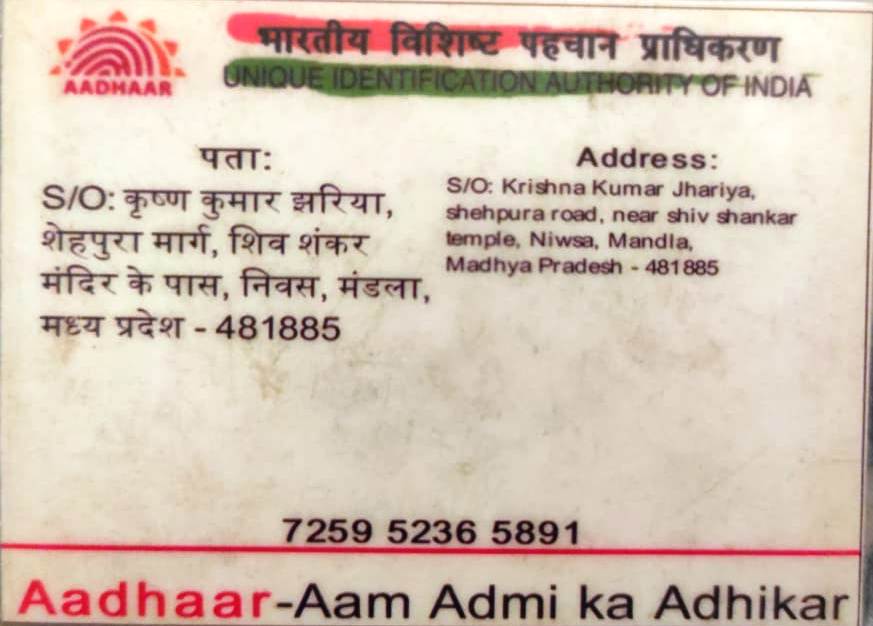 भारतीय विशिष्ट पहचान प्राधिकरण
UNIQUE IDENTIFICATION AUTHORITY OF INDIA
AADHAAR
पता:
S/O: कृष्ण कुमार झरिया,
शेहपुरा मार्ग, शिव शंकर
मंदिर के पास, निवस, मंडला,
मध्य प्रदेश - 481885
Address:
S/O: Krishna Kumar Jhariya,
shehpura road, near shiv shankar
temple, Niwsa, Mandla,
Madhya Pradesh - 481885
7259 5236 5891
Aadhaar-Aam Admi ka Adhikar